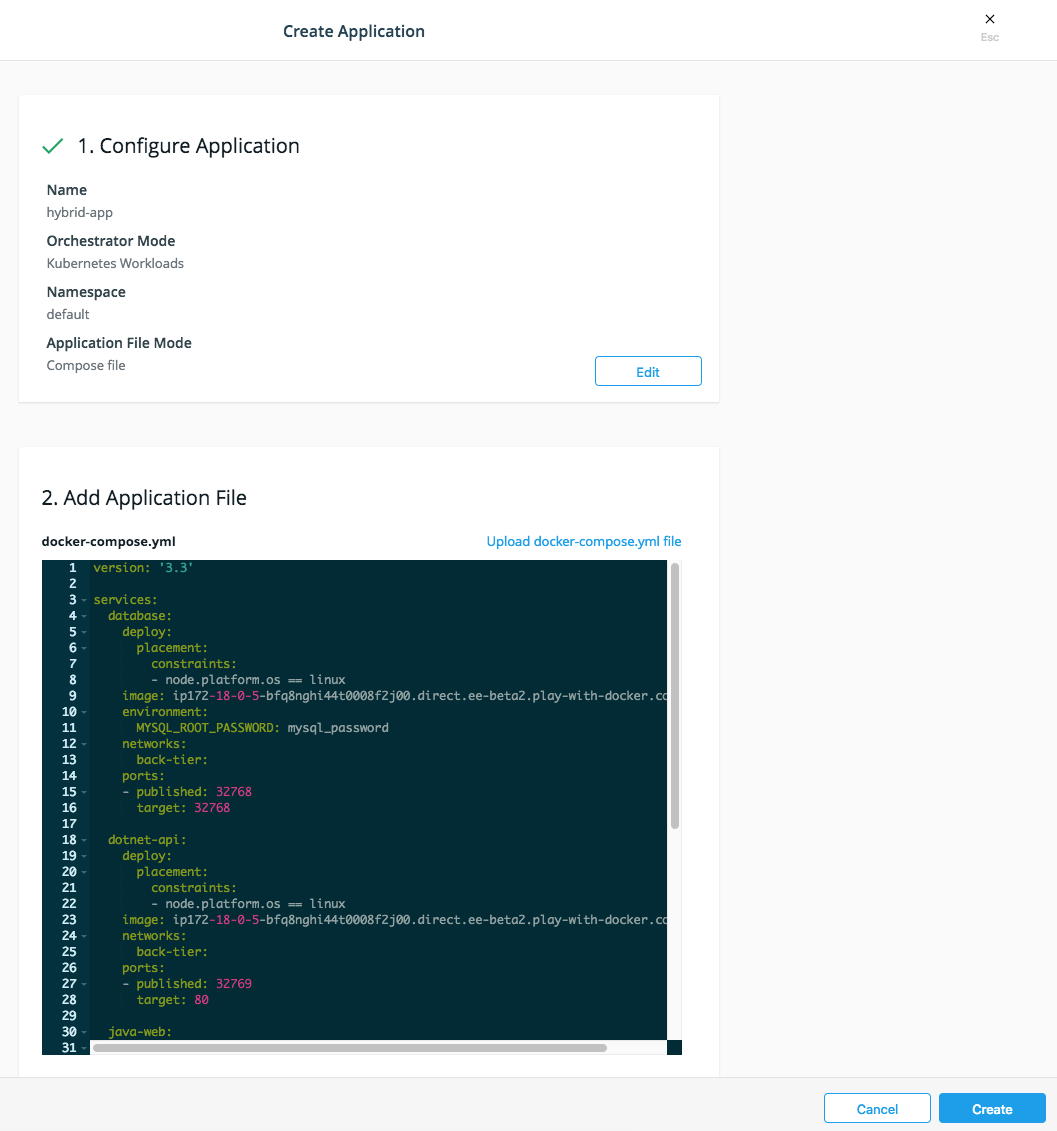 Create Application
Esc
1. Configure Application
Name
hybrid-app
Orchestrator Mode
Kubernetes Workloads
Namespace
default
Application File Mode
Compose file
Edit
2. Add Application File
docker-compose.yml
Upload docker-compose.yml file
1 version: '3.3'
2
3 services:
4   database:
5     deploy:
6       placement:
7         constraints:
8         - node.platform.os == linux
9     image: ip172-18-0-5-bfq8nghi44t0008f2j00.direct.ee-beta2.play-with-docker.co
10     environment:
11       MYSQL_ROOT_PASSWORD: mysql_password
12     networks:
13       back-tier:
14     ports:
15     - published: 32768
16       target: 32768
17
18   dotnet-api:
19     deploy:
20       placement:
21         constraints:
22         - node.platform.os == linux
23     image: ip172-18-0-5-bfq8nghi44t0008f2j00.direct.ee-beta2.play-with-docker.co
24     networks:
25       back-tier:
26     ports:
27     - published: 32769
28       target: 80
29
30   java-web:
31
Cancel
Create